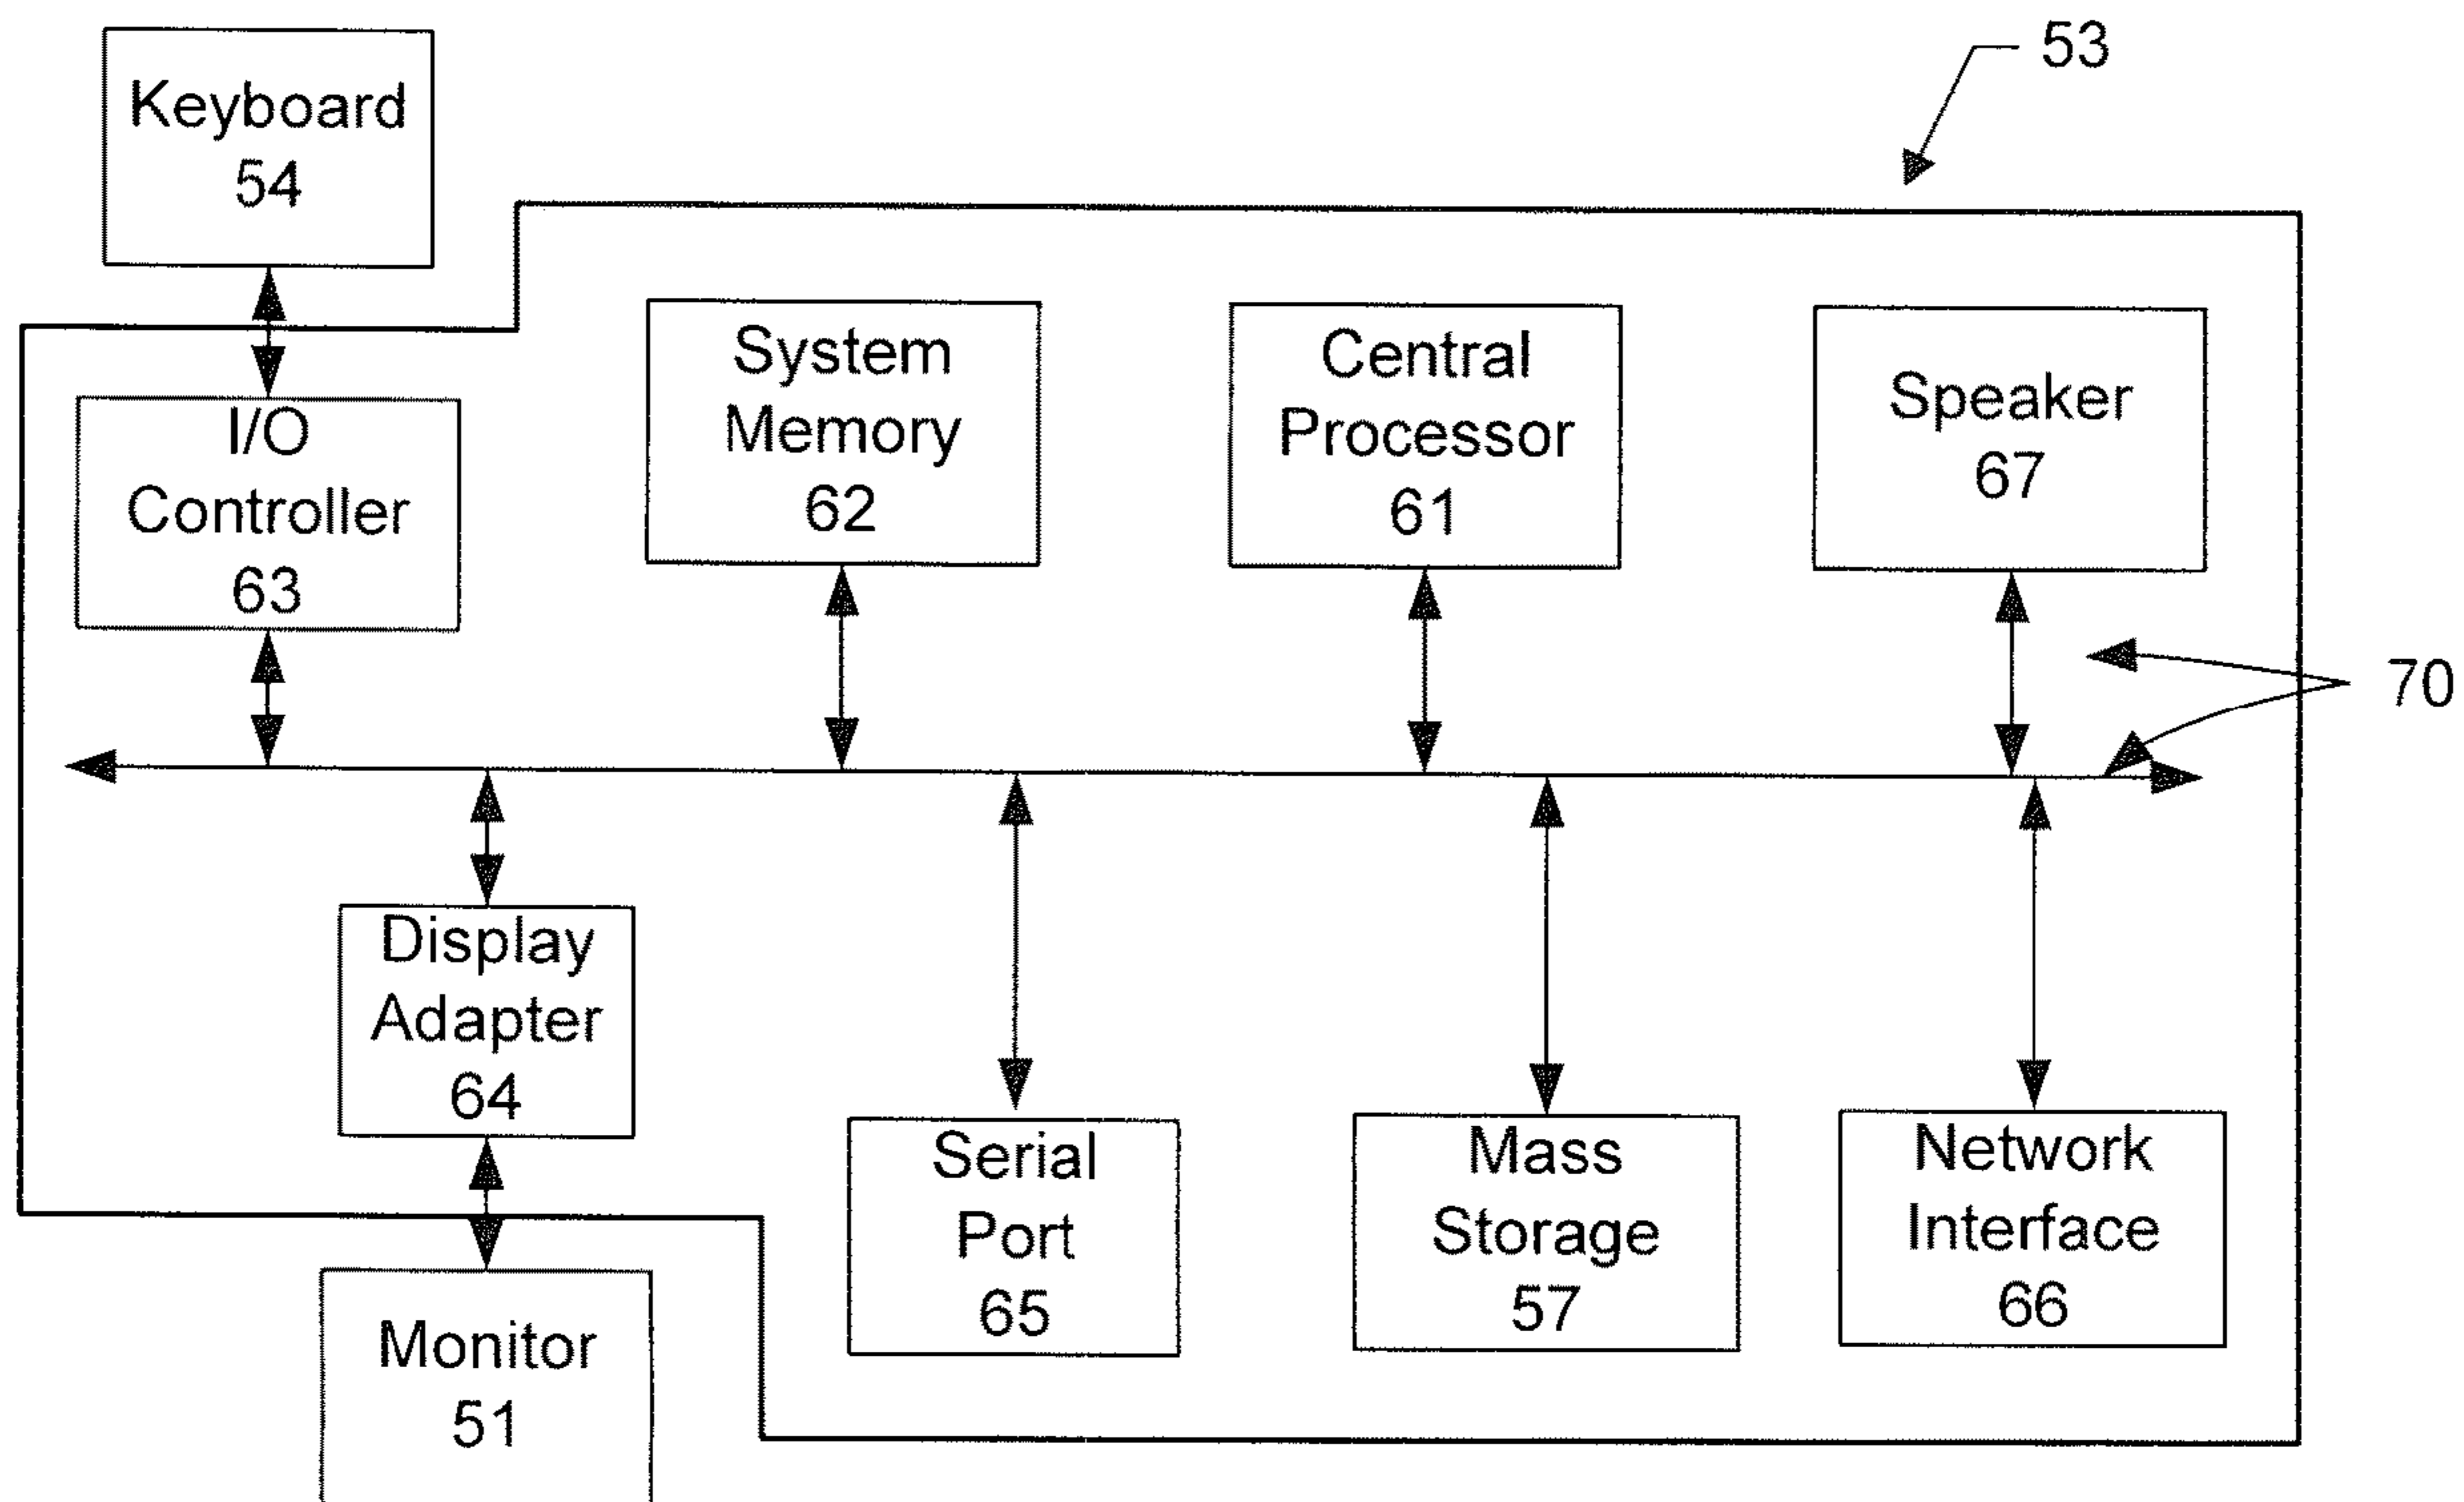 53
Keyboard
54
System
Memory
62
Central
Processor
61
Speaker
67
I/O
Controller
63
70
Display
Adapter
64
Serial
Port
65
Mass
Storage
57
Network
Interface
66
Monitor
51